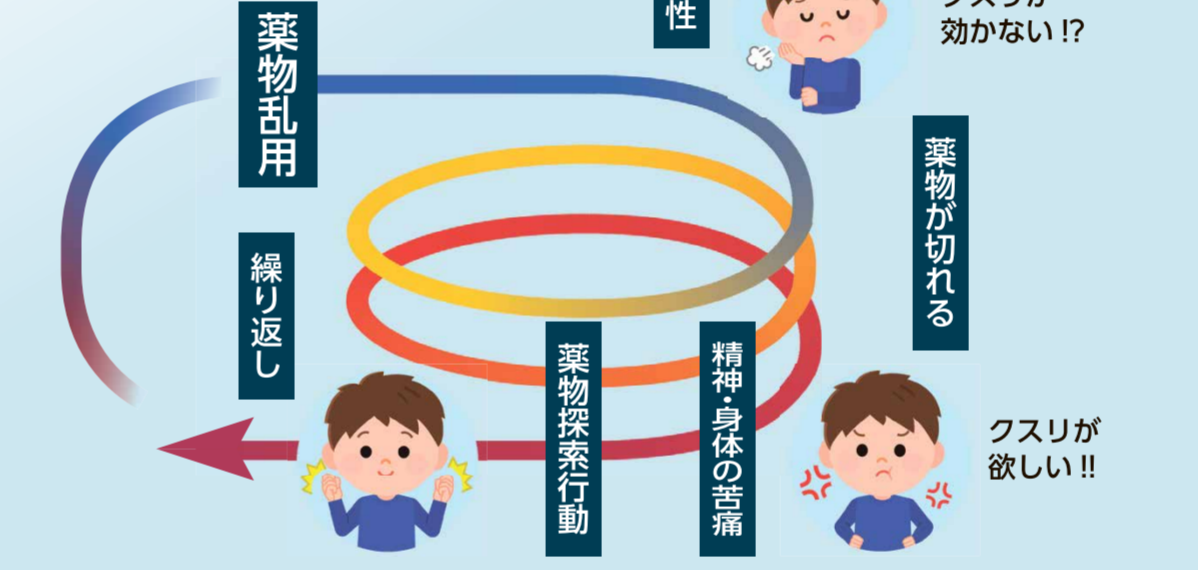 薬物乱用
性
効かない!?
薬物が切れる
クスリが
欲しい!!
精神・身体の苦痛
薬物探索行動
繰り返し